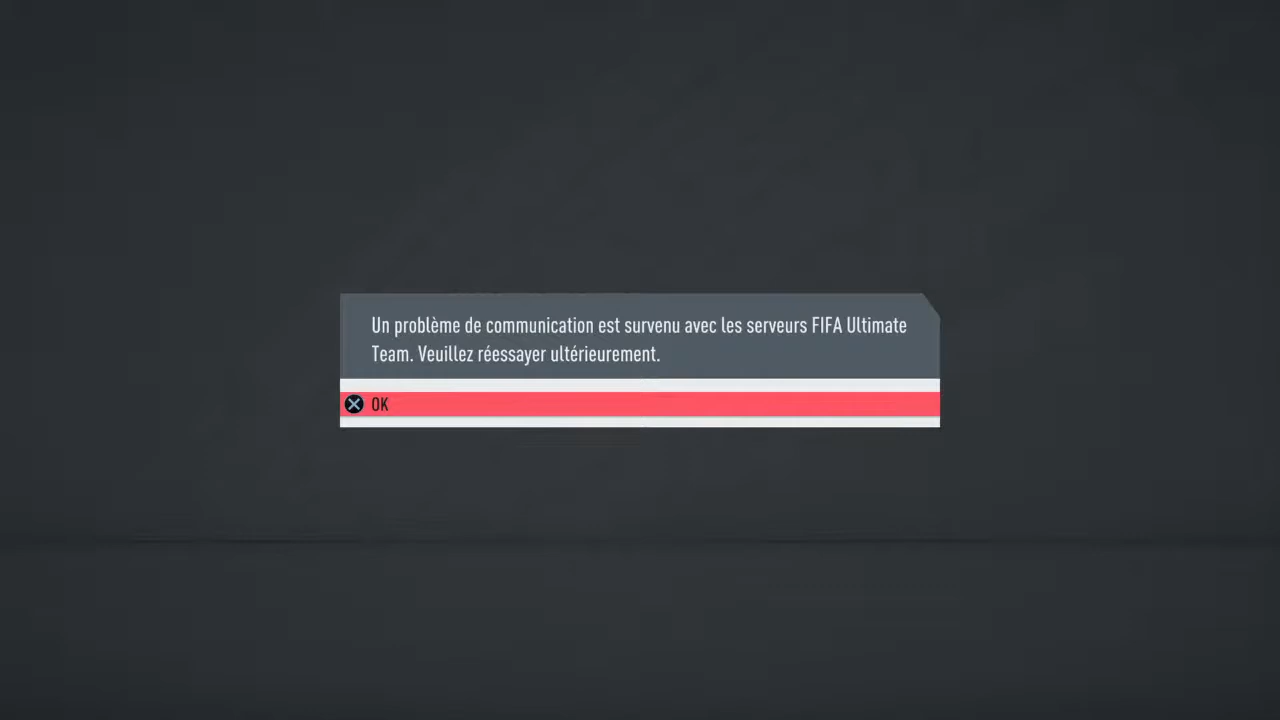 Un problème de communication est survenu avec les serveurs FIFA Ultimate
Team. Veuillez réessayer ultérieurement.
OK